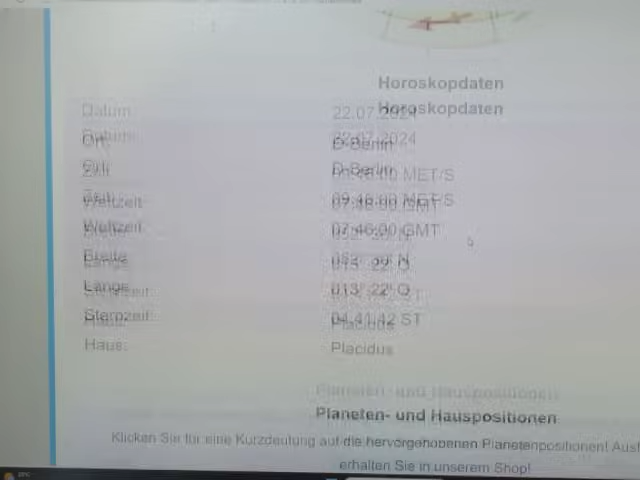 Horoskopdaten
Datum: 22.07.2024
Ort: D-Berlin
Zeit: 09:46:00 MET/S
Weltzeit: 07:46:00 GMT
Breite N
Länge 013° 22' O
Sternzeit: 04:41:42 ST
Haus: Placidus
Planeten- und Hauspositionen
Klicken Sie für eine Kurzdeutung auf die hervorgehobenen Planetenpositionen!
erhalten Sie in unserem Shop!